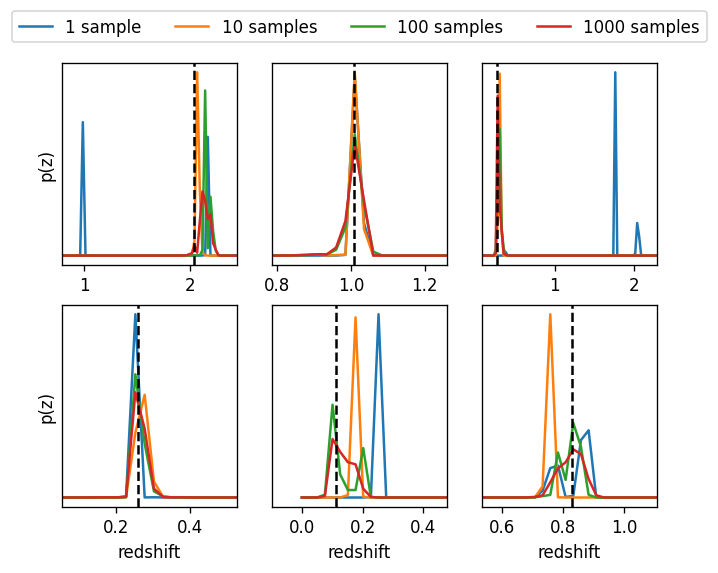 1 sample 10 samples 100 samples 1000 samples
p(z)
1 2
0.8 1.0 1.2
1 2
p(z)
0.2 0.4
0.0 0.2 0.4
0.6 0.8 1.0
redshift redshift redshift